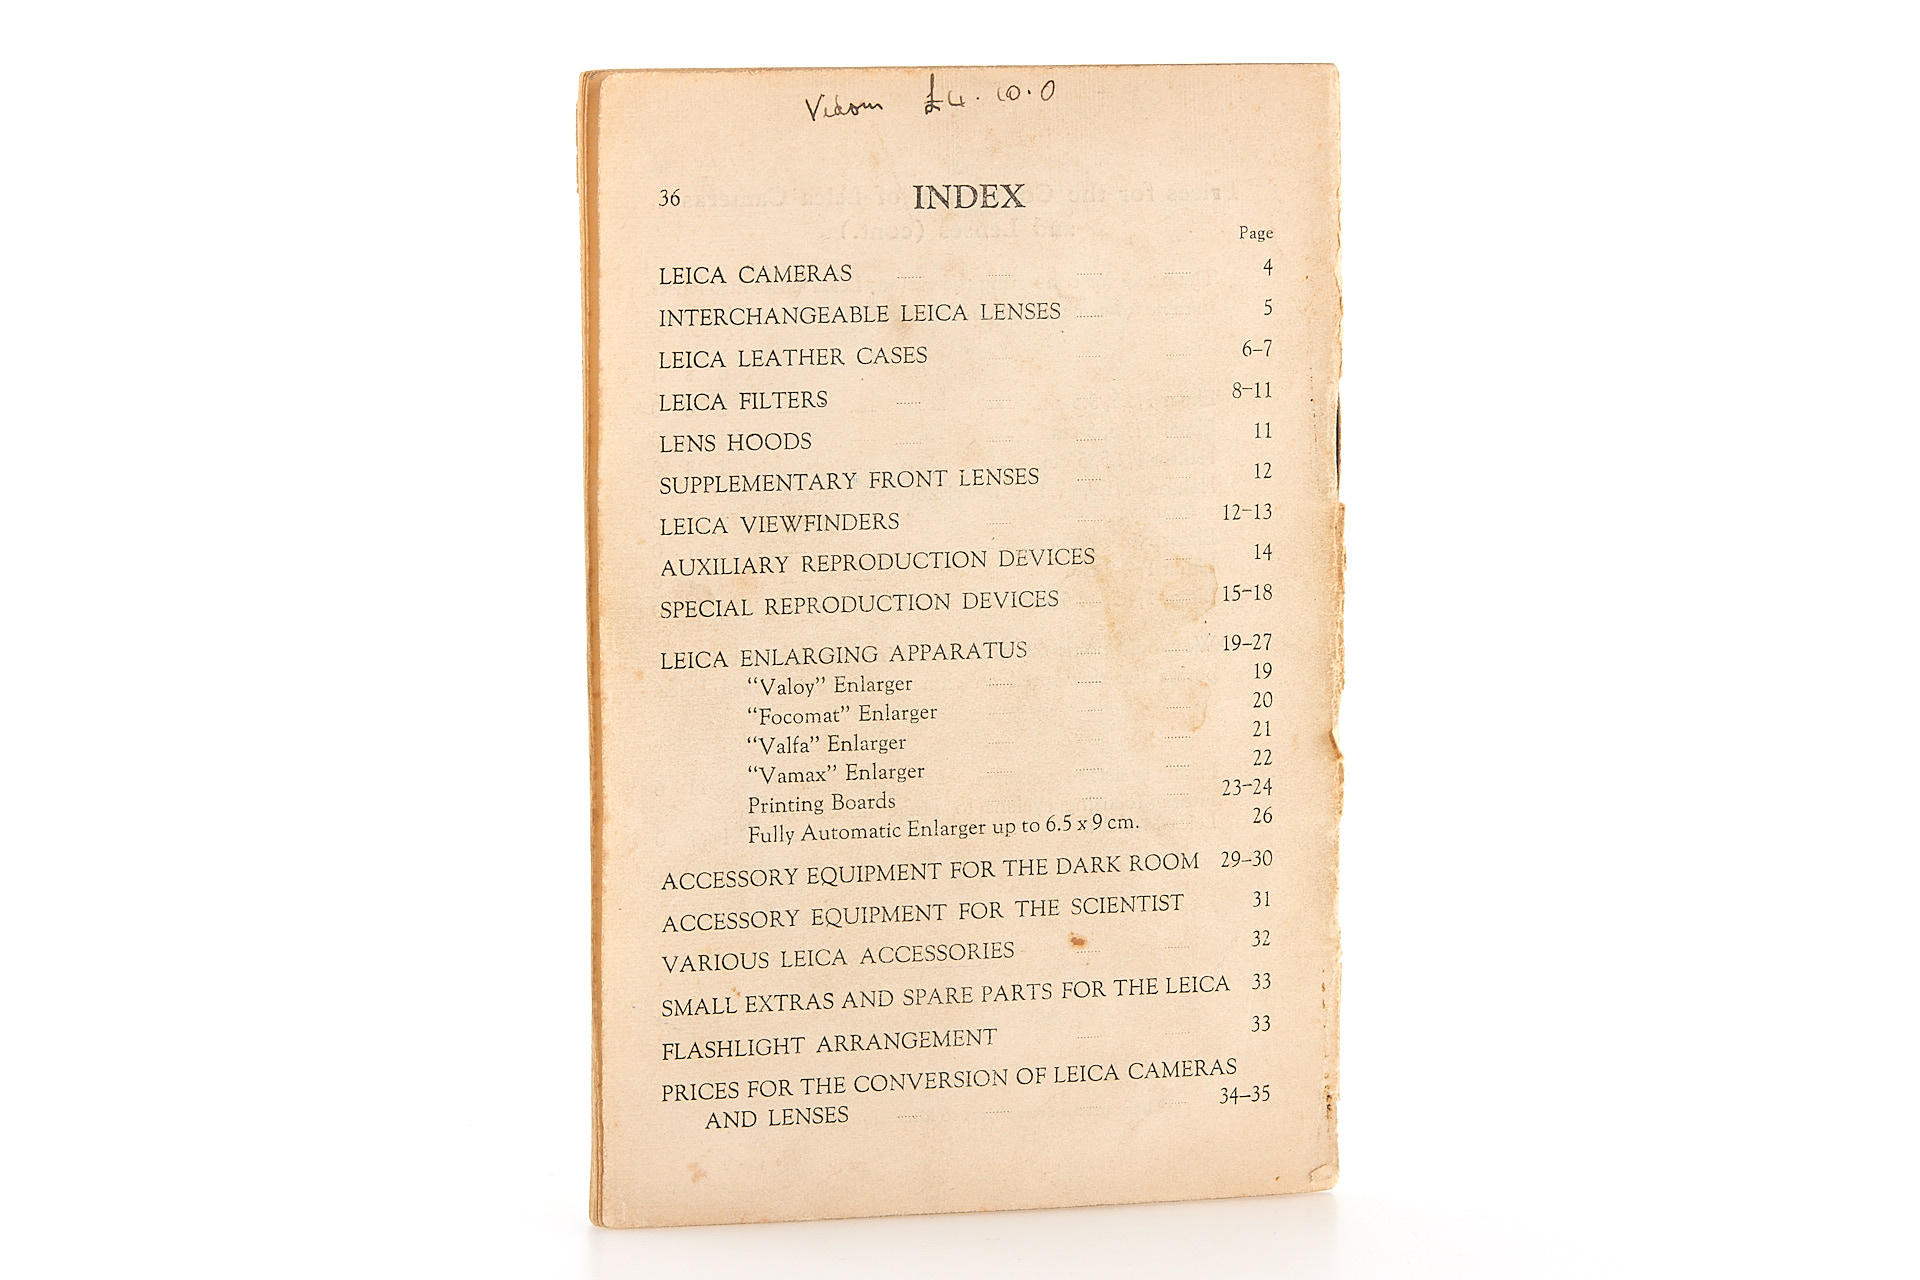 Vidom £4.10.0
36 INDEX
Page
LEICA CAMERAS 4
INTERCHANGEABLE LEICA LENSES 5
LEICA LEATHER CASES 6–7
LEICA FILTERS 8–11
LENS HOODS 11
SUPPLEMENTARY FRONT LENSES 12
LEICA VIEWFINDERS 12–13
AUXILIARY REPRODUCTION DEVICES 14
SPECIAL REPRODUCTION DEVICES 15–18
LEICA ENLARGING APPARATUS 19–27
“Valoy” Enlarger 19
“Focomat” Enlarger 20
“Valfa” Enlarger 21
“Vamax” Enlarger 22
Printing Boards 23–24
Fully Automatic Enlarger up to 6.5 x 9 cm. 26
ACCESSORY EQUIPMENT FOR THE DARK ROOM 29–30
ACCESSORY EQUIPMENT FOR THE SCIENTIST 31
VARIOUS LEICA ACCESSORIES 32
SMALL EXTRAS AND SPARE PARTS FOR THE LEICA 33
FLASHLIGHT ARRANGEMENT 33
PRICES FOR THE CONVERSION OF LEICA CAMERAS
AND LENSES 34–35